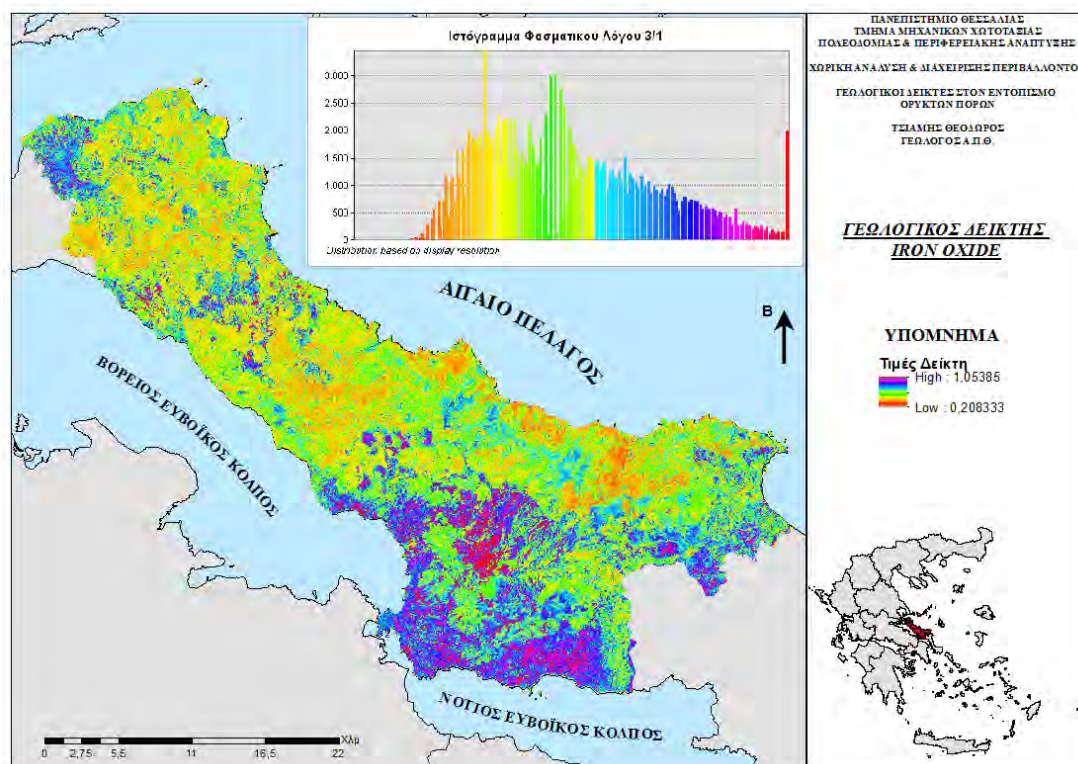 Ιστόγραμμα Φασματικού Λόγου 3/1
3.000
2.500
2.000
1.500
1.000
500
0
Distribution based on display resolution
ΑΙΓΑΙΟ ΠΕΛΑΓΟΣ
Β
ΒΟΡΕΙΟΣ ΕΥΒΟΪΚΟΣ ΚΟΛΠΟΣ
ΝΟΤΙΟΣ ΕΥΒΟΪΚΟΣ ΚΟΛΠΟΣ
Χλμ
0 2,75 5,5 11 16,5 22
ΠΑΝΕΠΙΣΤΗΜΙΟ ΘΕΣΣΑΛΙΑΣ
ΤΜΗΜΑ ΜΗΧΑΝΙΚΩΝ ΧΩΤΟΤΑΞΙΑΣ
ΠΟΛΕΟΔΟΜΙΑΣ & ΠΕΡΙΦΕΡΕΙΑΚΗΣ ΑΝΑΠΤΥΞΗΣ
ΧΩΡΙΚΗ ΑΝΑΛΥΣΗ & ΔΙΑΧΕΙΡΙΣΗΣ ΠΕΡΙΒΑΛΛΟΝΤΟ
ΓΕΩΛΟΓΙΚΟΙ ΔΕΙΚΤΕΣ ΣΤΟΝ ΕΝΤΟΠΙΣΜΟ
ΟΡΥΚΤΩΝ ΠΟΡΩΝ
ΤΣΙΑΜΗΣ ΘΕΟΔΩΡΟΣ
ΓΕΩΛΟΓΟΣ Α.Π.Θ.
ΓΕΩΛΟΓΙΚΟΣ ΔΕΙΚΤΗΣ
IRON OXIDE
ΥΠΟΜΝΗΜΑ
Τιμές Δείκτη
High : 1,05385
Low : 0,208333